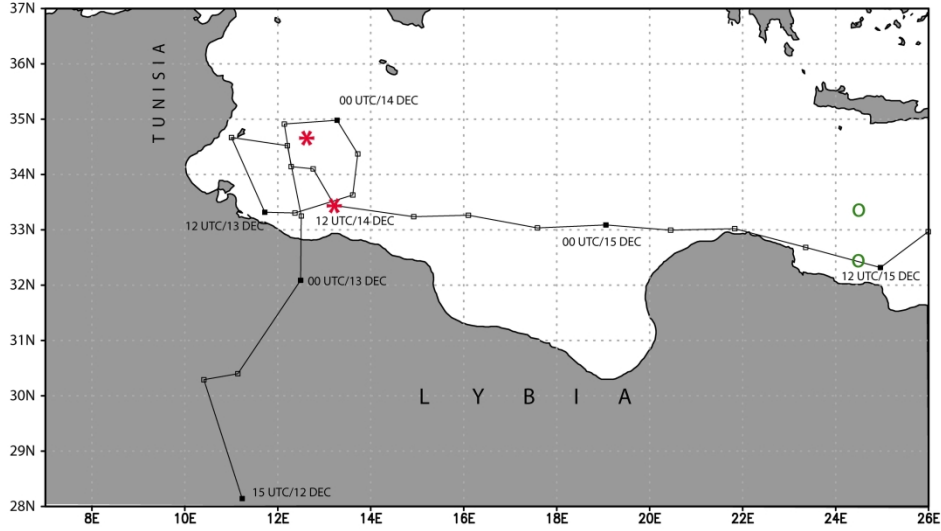 37N
36N
35N
34N
33N
32N
31N
30N
29N
28N
TUNISIA
00 UTC/14 DEC
12 UTC/13 DEC
12 UTC/14 DEC
00 UTC/15 DEC
12 UTC/15 DEC
00 UTC/13 DEC
L Y B I A
15 UTC/12 DEC
8E 10E 12E 14E 16E 18E 20E 22E 24E 26E